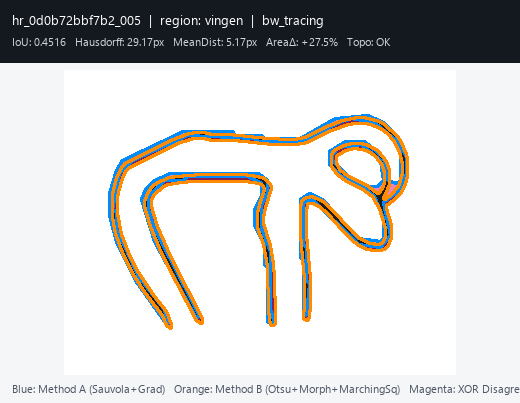 hr_0d0b72bbf7b2_005 | region: vingen | bw_tracing
IoU: 0.4516 Hausdorff: 29.17px MeanDist: 5.17px AreaΔ: +27.5% Topo: OK
Blue: Method A (Sauvola+Grad) Orange: Method B (Otsu+Morph+MarchingSq) Magenta: XOR Disagre